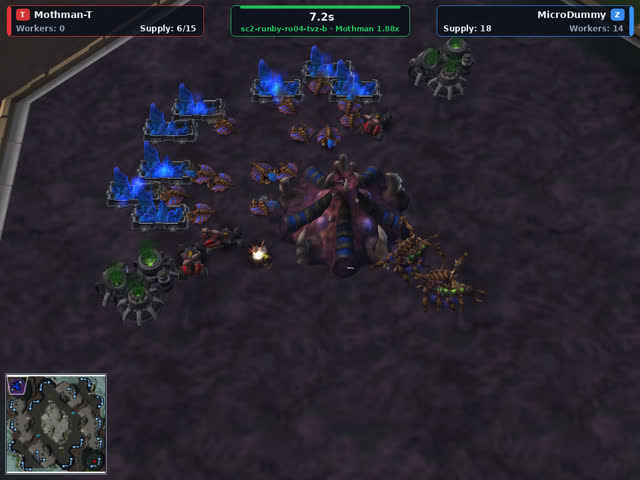 T Mothman-T
Workers: 0 Supply: 6/15
7.2s
sc2-runby-ro04-tvz-b · Mothman 1.88x
MicroDummy Z
Supply: 18 Workers: 14